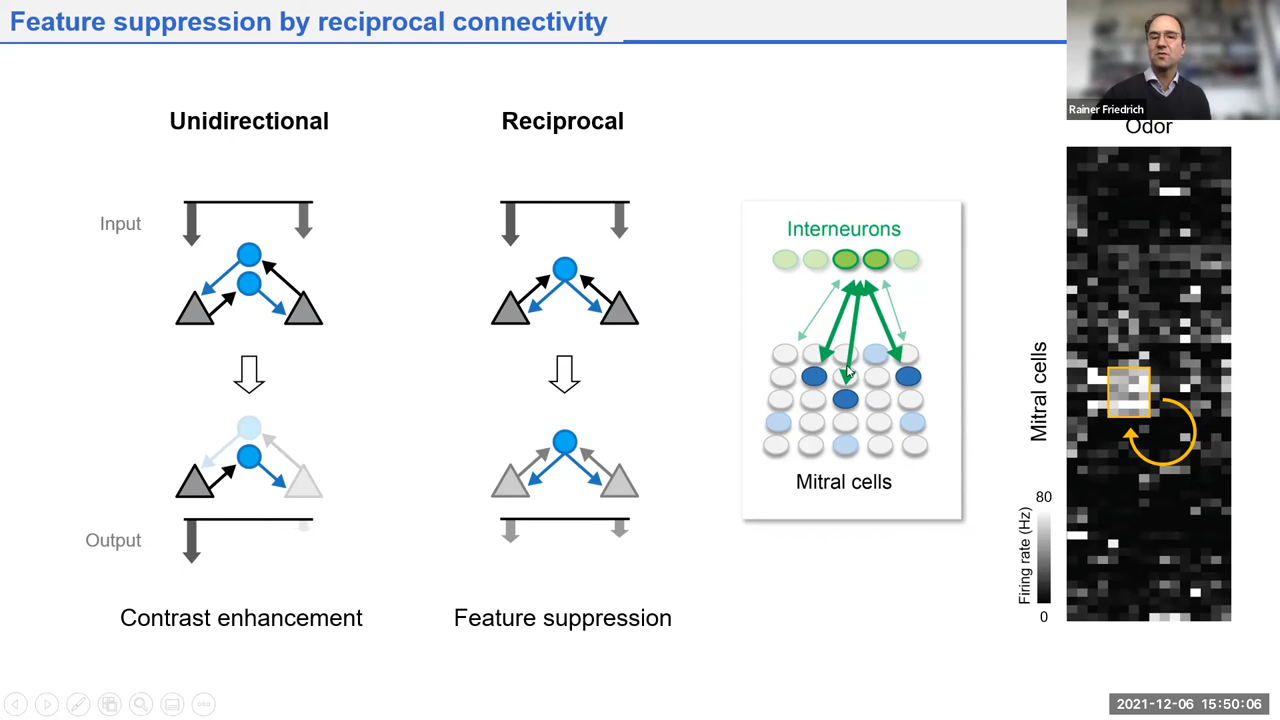 Feature suppression by reciprocal connectivity
Rainer Friedrich
Unidirectional
Reciprocal
Odor
Input
Interneurons
Mitral cells
Mitral cells
Output
80
Firing rate (Hz)
0
Contrast enhancement
Feature suppression
2021-12-06 15:50:06